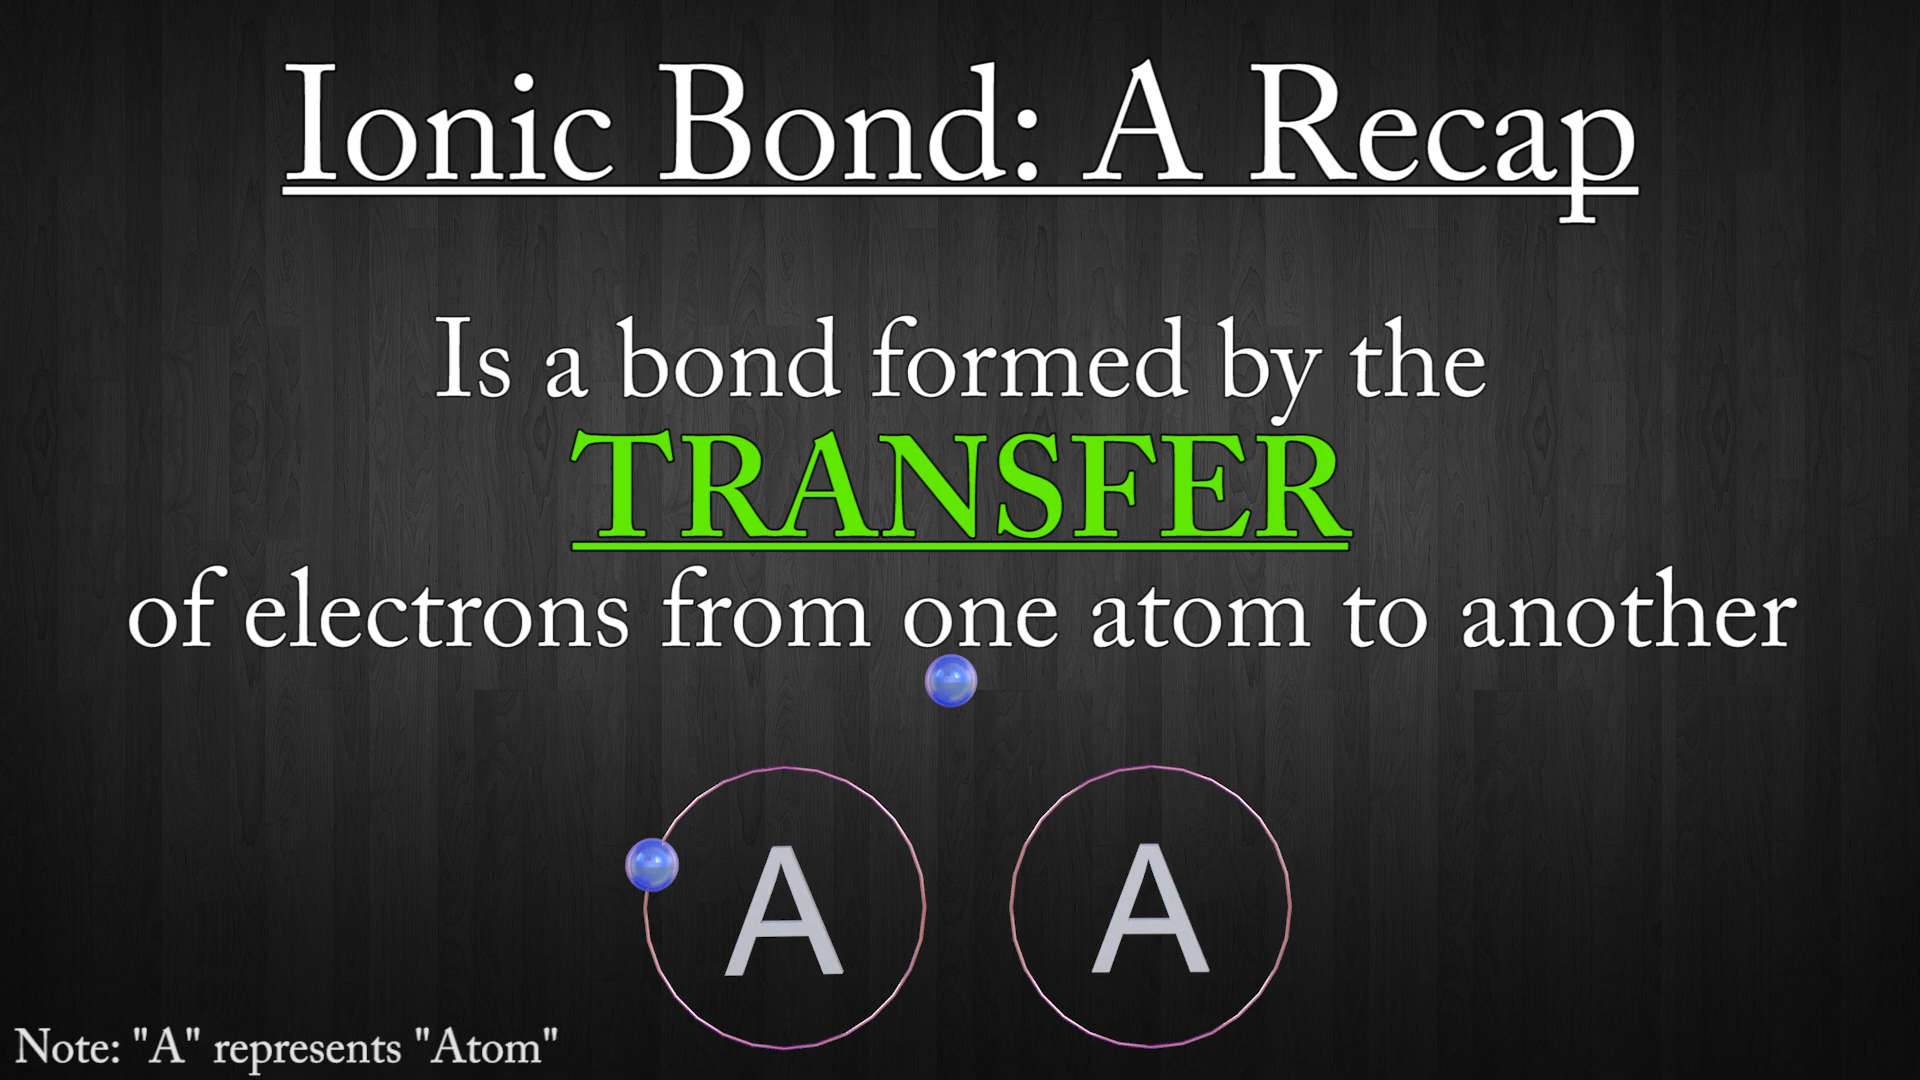 Ionic Bond: A Recap
Is a bond formed by the
TRANSFER
of electrons from one atom to another
A A
Note: "A" represents "Atom"